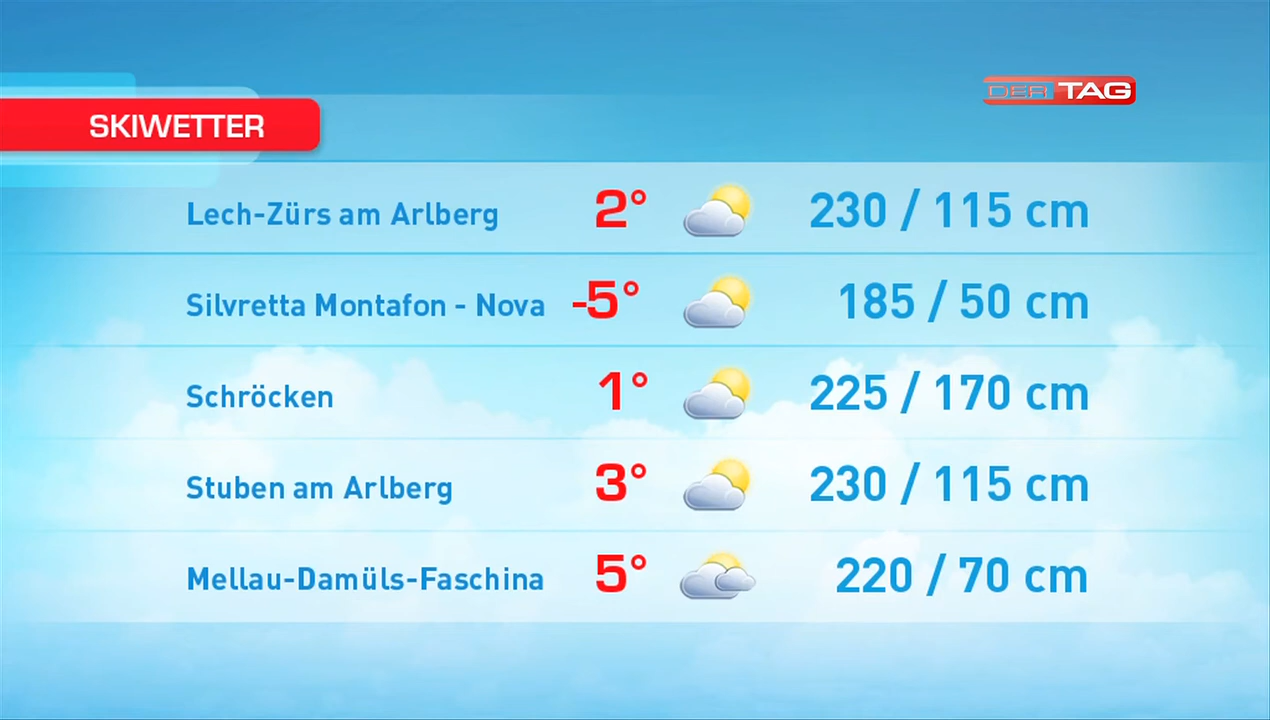 DER TAG
SKIWETTER
Lech-Zürs am Arlberg 2° 230 / 115 cm
Silvretta Montafon - Nova -5° 185 / 50 cm
Schröcken 1° 225 / 170 cm
Stuben am Arlberg 3° 230 / 115 cm
Mellau-Damüls-Faschina 5° 220 / 70 cm